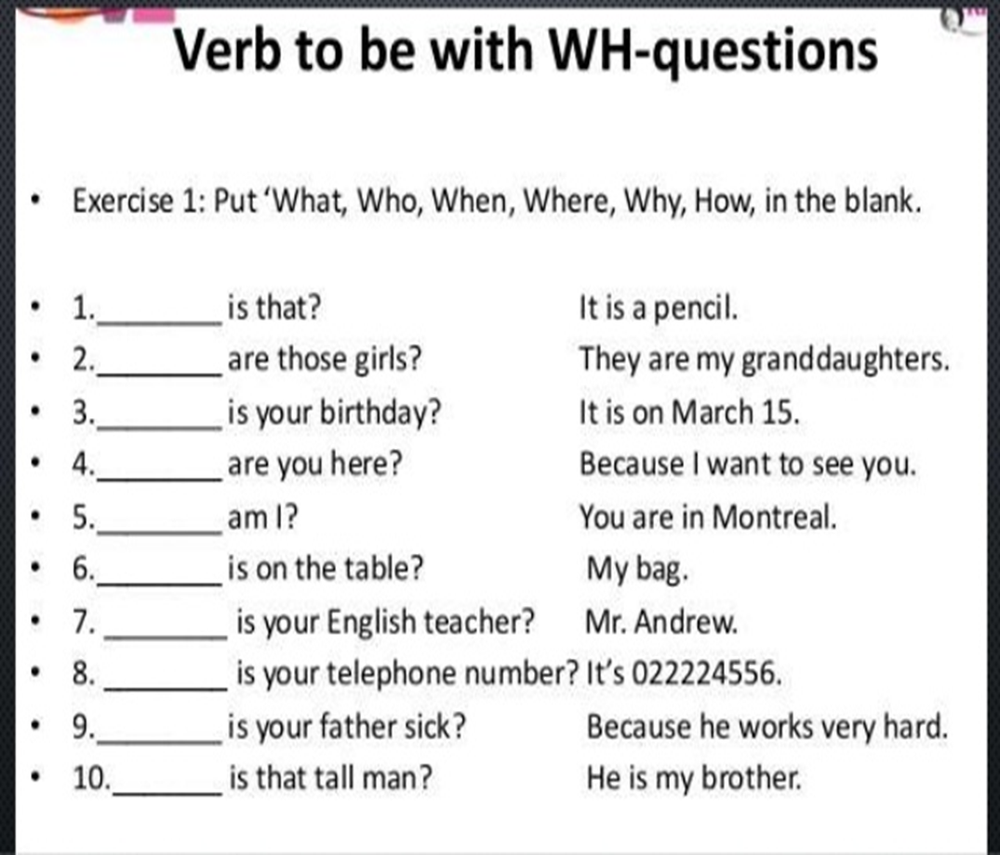 Verb to be with WH-questions
• Exercise 1: Put ‘What, Who, When, Where, Why, How, in the blank.
• 1.________ is that? It is a pencil.
• 2.________ are those girls? They are my granddaughters.
• 3.________ is your birthday? It is on March 15.
• 4.________ are you here? Because I want to see you.
• 5.________ am I? You are in Montreal.
• 6.________ is on the table? My bag.
• 7. ________ is your English teacher? Mr. Andrew.
• 8. ________ is your telephone number? It’s 022224556.
• 9.________ is your father sick? Because he works very hard.
• 10._______ is that tall man? He is my brother.